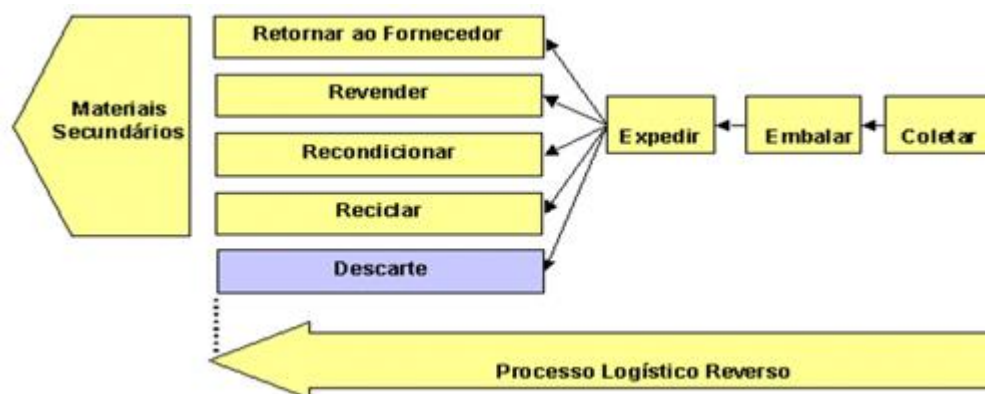 Retornar ao Fornecedor
Revender
Materiais
Secundários
Recondicionar
Expedir
Embalar
Coletar
Reciclar
Descarte
Processo Logístico Reverso